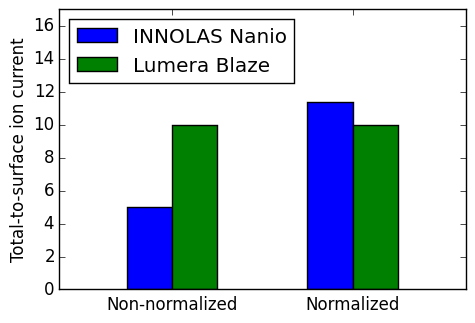 INNOLAS Nanio
Lumera Blaze
Total-to-surface ion current
16
14
12
10
8
6
4
2
0
Non-normalized
Normalized